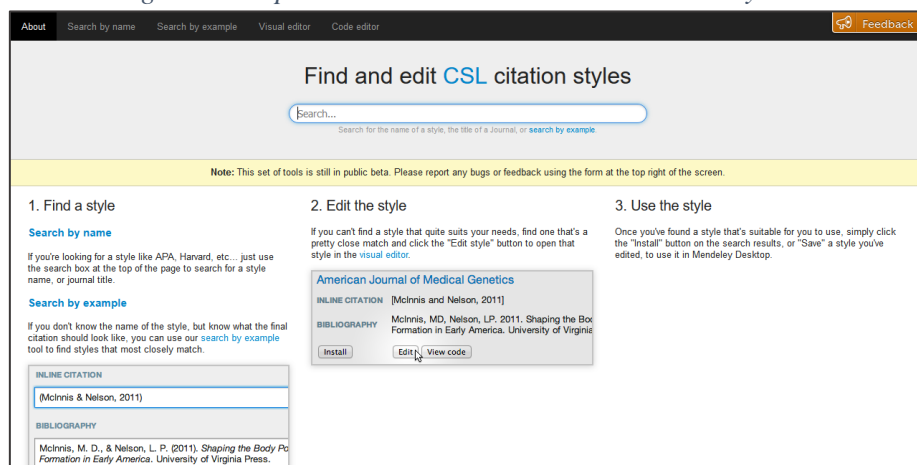 About Search by name Search by example Visual editor Code editor
Feedback
Find and edit CSL citation styles
Search...
Search for the name of a style, the title of a Journal, or search by example.
Note: This set of tools is still in public beta. Please report any bugs or feedback using the form at the top right of the screen.
1. Find a style
Search by name
If you're looking for a style like APA, Harvard, etc... just use
the search box at the top of the page to search for a style
name, or journal title.
Search by example
If you don't know the name of the style, but know what the final
citation should look like, you can use our search by example
tool to find styles that most closely match.
INLINE CITATION
(McInnis & Nelson, 2011)
BIBLIOGRAPHY
McInnis, M. D., & Nelson, L. P. (2011). Shaping the Body Po
Formation in Early America. University of Virginia Press.
2. Edit the style
If you can't find a style that quite suits your needs, find one that's a
pretty close match and click the "Edit style" button to open that
style in the visual editor.
American Journal of Medical Genetics
INLINE CITATION [McInnis and Nelson, 2011]
BIBLIOGRAPHY McInnis, MD, Nelson, LP. 2011. Shaping the Bo
Formation in Early America. University of Virginia
Install Edit View code
3. Use the style
Once you've found a style that's suitable for you to use, simply click
the "Install" button on the search results, or "Save" a style you've
edited, to use it in Mendeley Desktop.